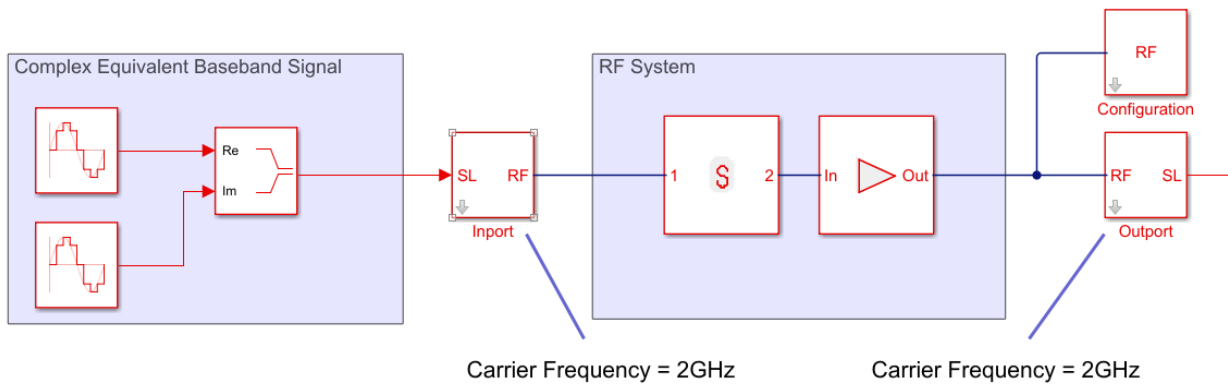 Complex Equivalent Baseband Signal
Re
Im
SL RF
Inport
RF System
1 S 2
In Out
RF
Configuration
RF SL
Outport
Carrier Frequency = 2GHz
Carrier Frequency = 2GHz